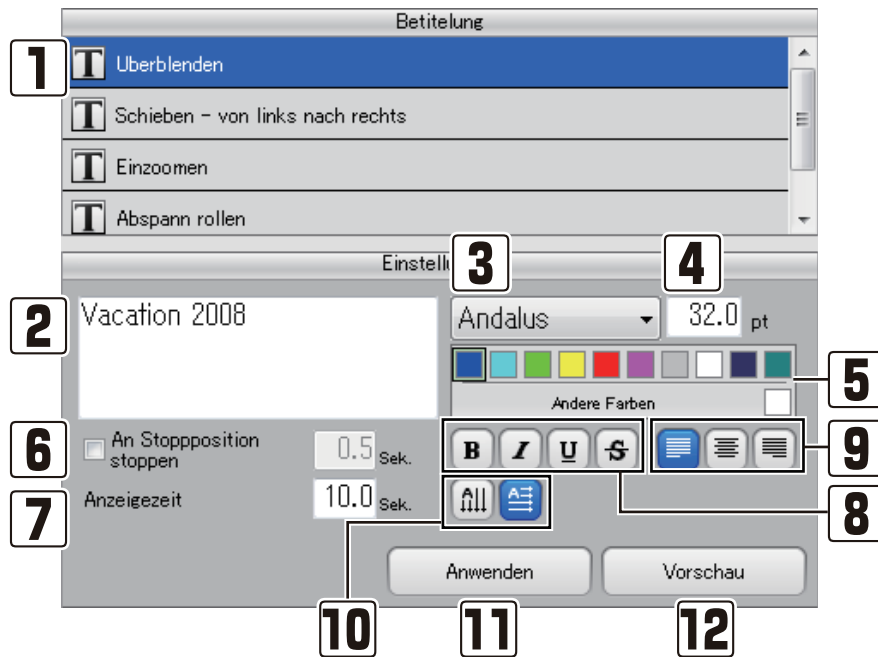 Betitelung
1
T Uberblenden
T Schieben - von links nach rechts
T Einzoomen
T Abspann rollen
Einstellu
3
4
2
Vacation 2008
Andalus
32.0 pt
5
Andere Farben
6
An Stoppposition
stoppen
0.5 Sek.
B I U S
9
7
Anzeigezeit
10.0 Sek.
A A
8
Anwenden
Vorschau
10
11
12